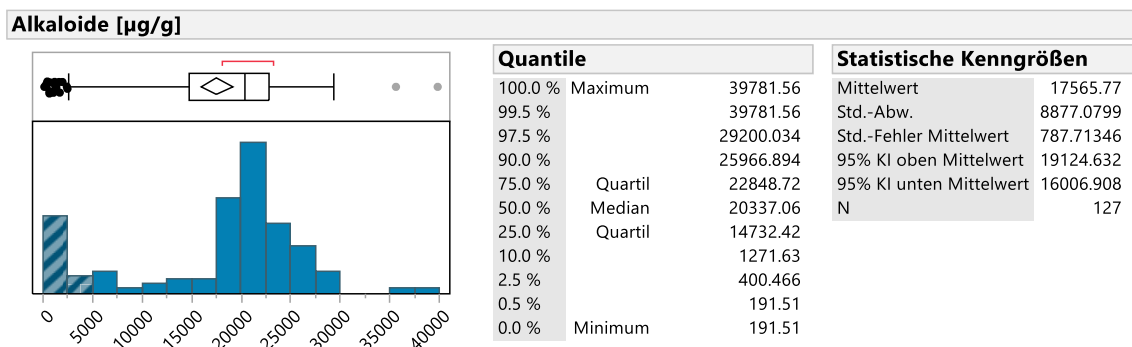 Alkaloide [µg/g]
0 5000 10000 15000 20000 25000 30000 35000 40000
Quantile
100.0 % Maximum 39781.56
99.5 % 39781.56
97.5 % 29200.034
90.0 % 25966.894
75.0 % Quartil 22848.72
50.0 % Median 20337.06
25.0 % Quartil 14732.42
10.0 % 1271.63
2.5 % 400.466
0.5 % 191.51
0.0 % Minimum 191.51
Statistische Kenngrößen
Mittelwert 17565.77
Std.-Abw. 8877.0799
Std.-Fehler Mittelwert 787.71346
95% KI oben Mittelwert 19124.632
95% KI unten Mittelwert 16006.908
N 127